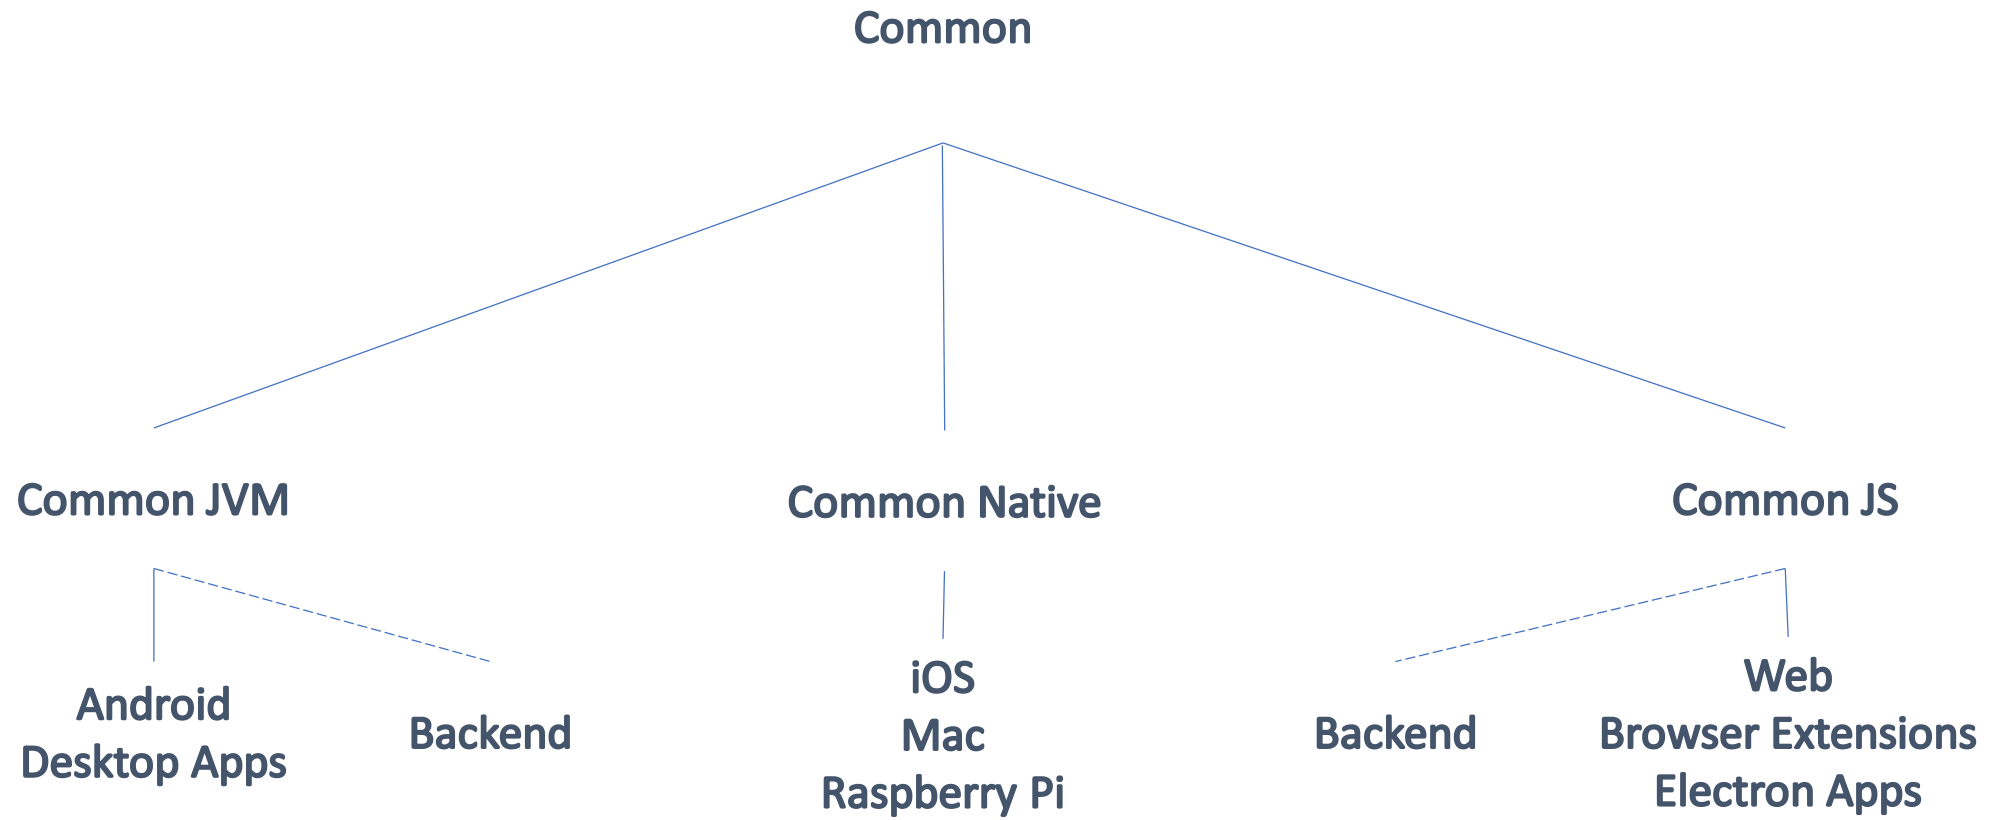 Common
Common JVM
Common Native
Common JS
Android
Desktop Apps
Backend
iOS
Mac
Raspberry Pi
Backend
Web
Browser Extensions
Electron Apps